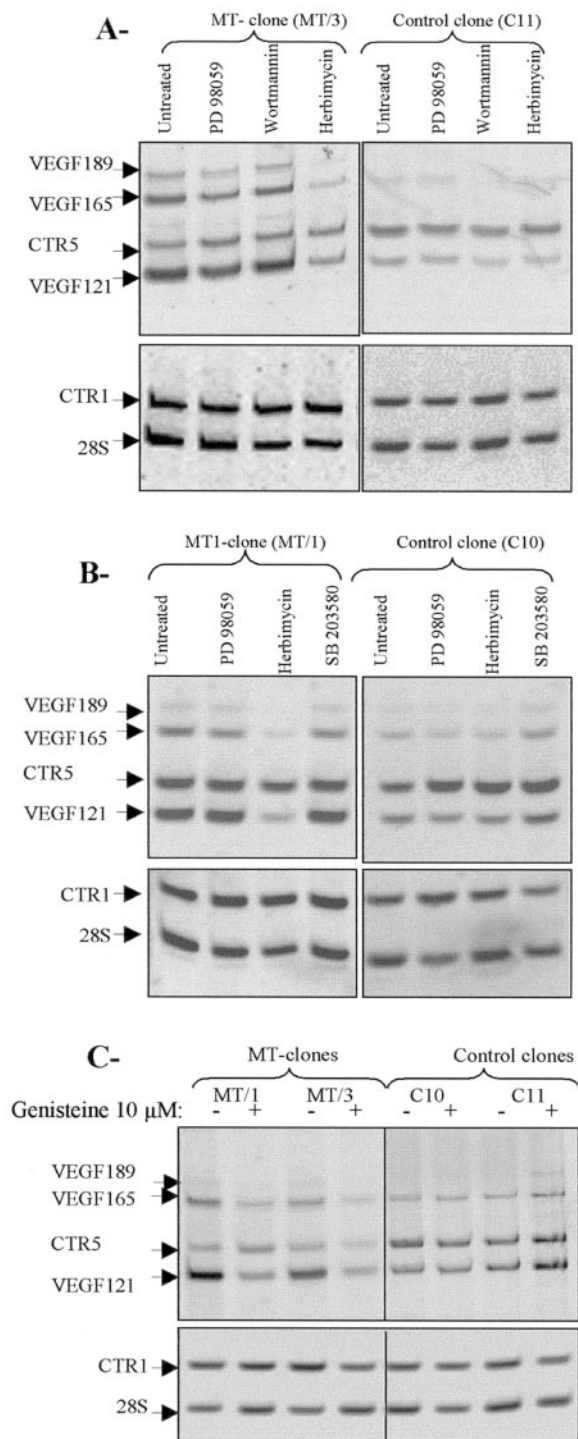 A-
MT- clone (MT/3) Control clone (C11)
Untreated PD 98059 Wortmannin Herbimycin Untreated PD 98059 Wortmannin Herbimycin
VEGF189
VEGF165
CTR5
VEGF121
CTR1
28S
B-
MT1-clone (MT/1) Control clone (C10)
Untreated PD 98059 Herbimycin SB 203580 Untreated PD 98059 Herbimycin SB 203580
VEGF189
VEGF165
CTR5
VEGF121
CTR1
28S
C-
MT-clones Control clones
MT/1 MT/3 C10 C11
Genisteine 10 µM: - + - + - + - +
VEGF189
VEGF165
CTR5
VEGF121
CTR1
28S